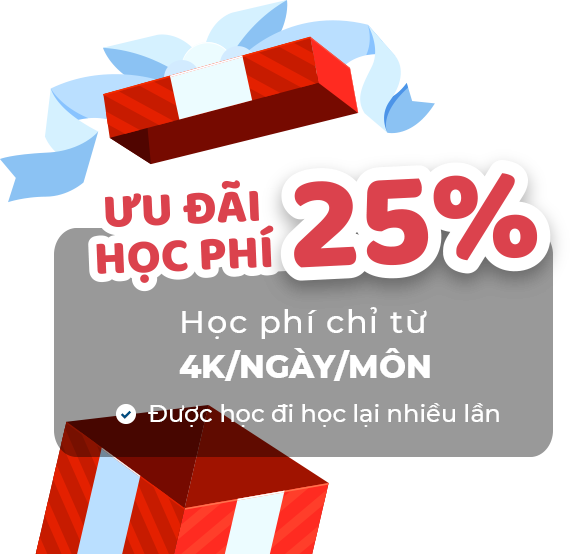 ƯU ĐÃI
HỌC PHÍ 25%
Học phí chỉ từ
4K/NGÀY/MÔN
Được học đi học lại nhiều lần